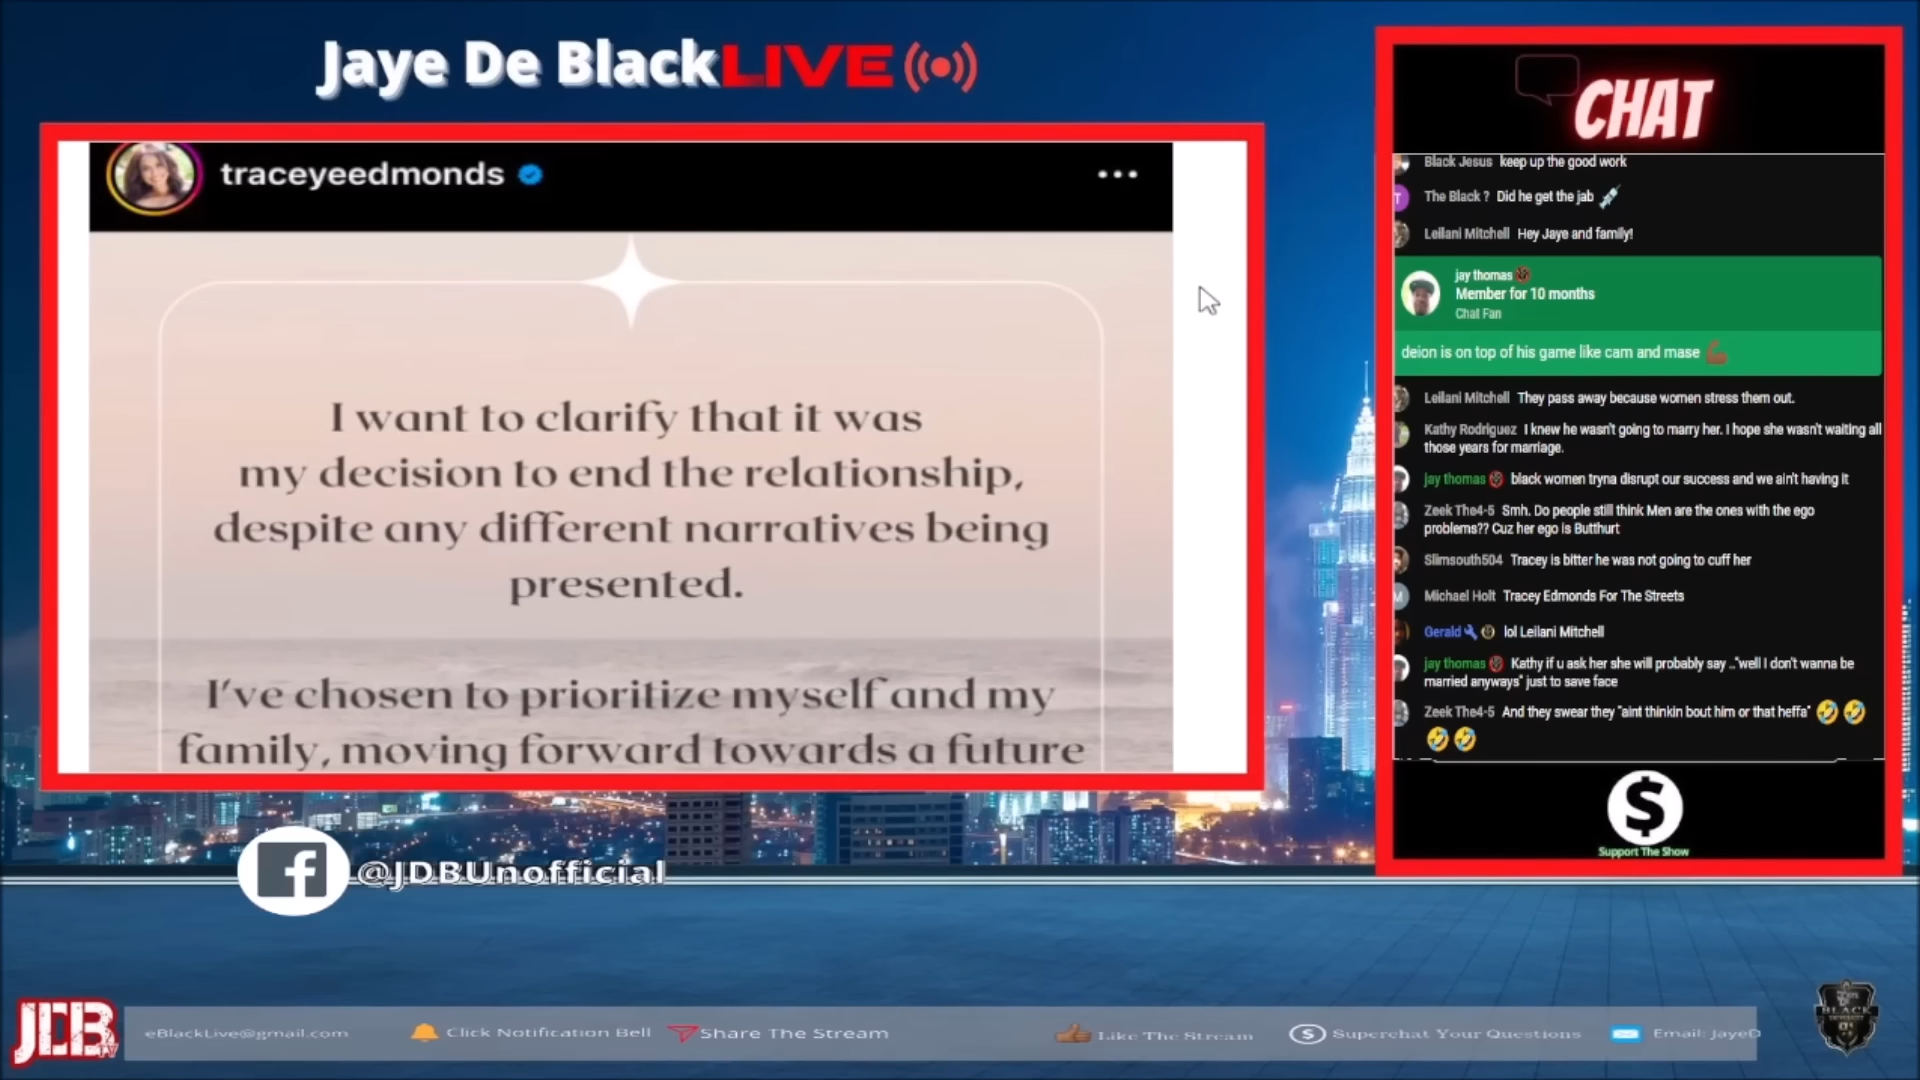 Jaye De Black LIVE
traceyeedmonds
I want to clarify that it was
my decision to end the relationship,
despite any different narratives being
presented.
I've chosen to prioritize myself and my
family, moving forward towards a future
@JDBUnofficial
CHAT
Black Jesus keep up the good work
The Black ? Did he get the jab
Leilani Mitchell Hey Jaye and family!
jay thomas
Member for 10 months
Chat Fan
deion is on top of his game like cam and mase
Leilani Mitchell They pass away because women stress them out.
Kathy Rodriguez I knew he wasn't going to marry her. I hope she wasn't waiting all
those years for marriage.
jay thomas black women tryna disrupt our success and we ain't having it
Zeek The4-5 Smh. Do people still think Men are the ones with the ego
problems?? Cuz her ego is Butthurt
Slimsouth504 Tracey is bitter he was not going to cuff her
Michael Holt Tracey Edmonds For The Streets
Gerald lol Leilani Mitchell
jay thomas Kathy if u ask her she will probably say .."well I don't wanna be
married anyways" just to save face
Zeek The4-5 And they swear they "aint thinkin bout him or that heffa"
$
Support The Show
JDB TV
eBlackLive@gmail.com Click Notification Bell Share The Stream Like The Stream $ Superchat Your Questions Email: JayeD
BLACK